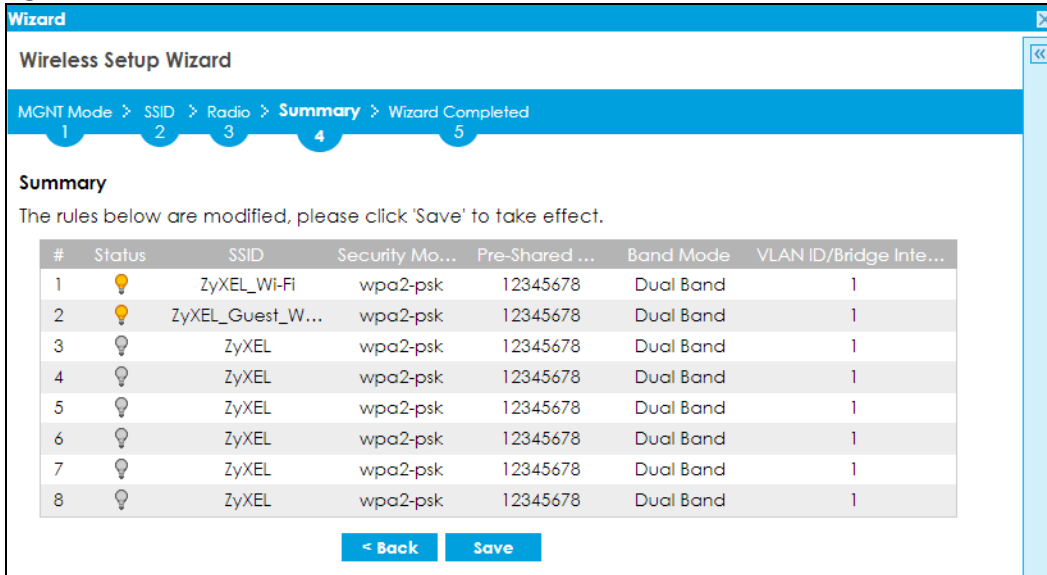 Wizard
Wireless Setup Wizard
MGNT Mode > SSID > Radio > Summary > Wizard Completed
1 2 3 4 5
Summary
The rules below are modified, please click 'Save' to take effect.
# Status SSID Security Mo... Pre-Shared ... Band Mode VLAN ID/Bridge Inte...
1 ZyXEL_Wi-Fi wpa2-psk 12345678 Dual Band 1
2 ZyXEL_Guest_W... wpa2-psk 12345678 Dual Band 1
3 ZyXEL wpa2-psk 12345678 Dual Band 1
4 ZyXEL wpa2-psk 12345678 Dual Band 1
5 ZyXEL wpa2-psk 12345678 Dual Band 1
6 ZyXEL wpa2-psk 12345678 Dual Band 1
7 ZyXEL wpa2-psk 12345678 Dual Band 1
8 ZyXEL wpa2-psk 12345678 Dual Band 1
< Back Save